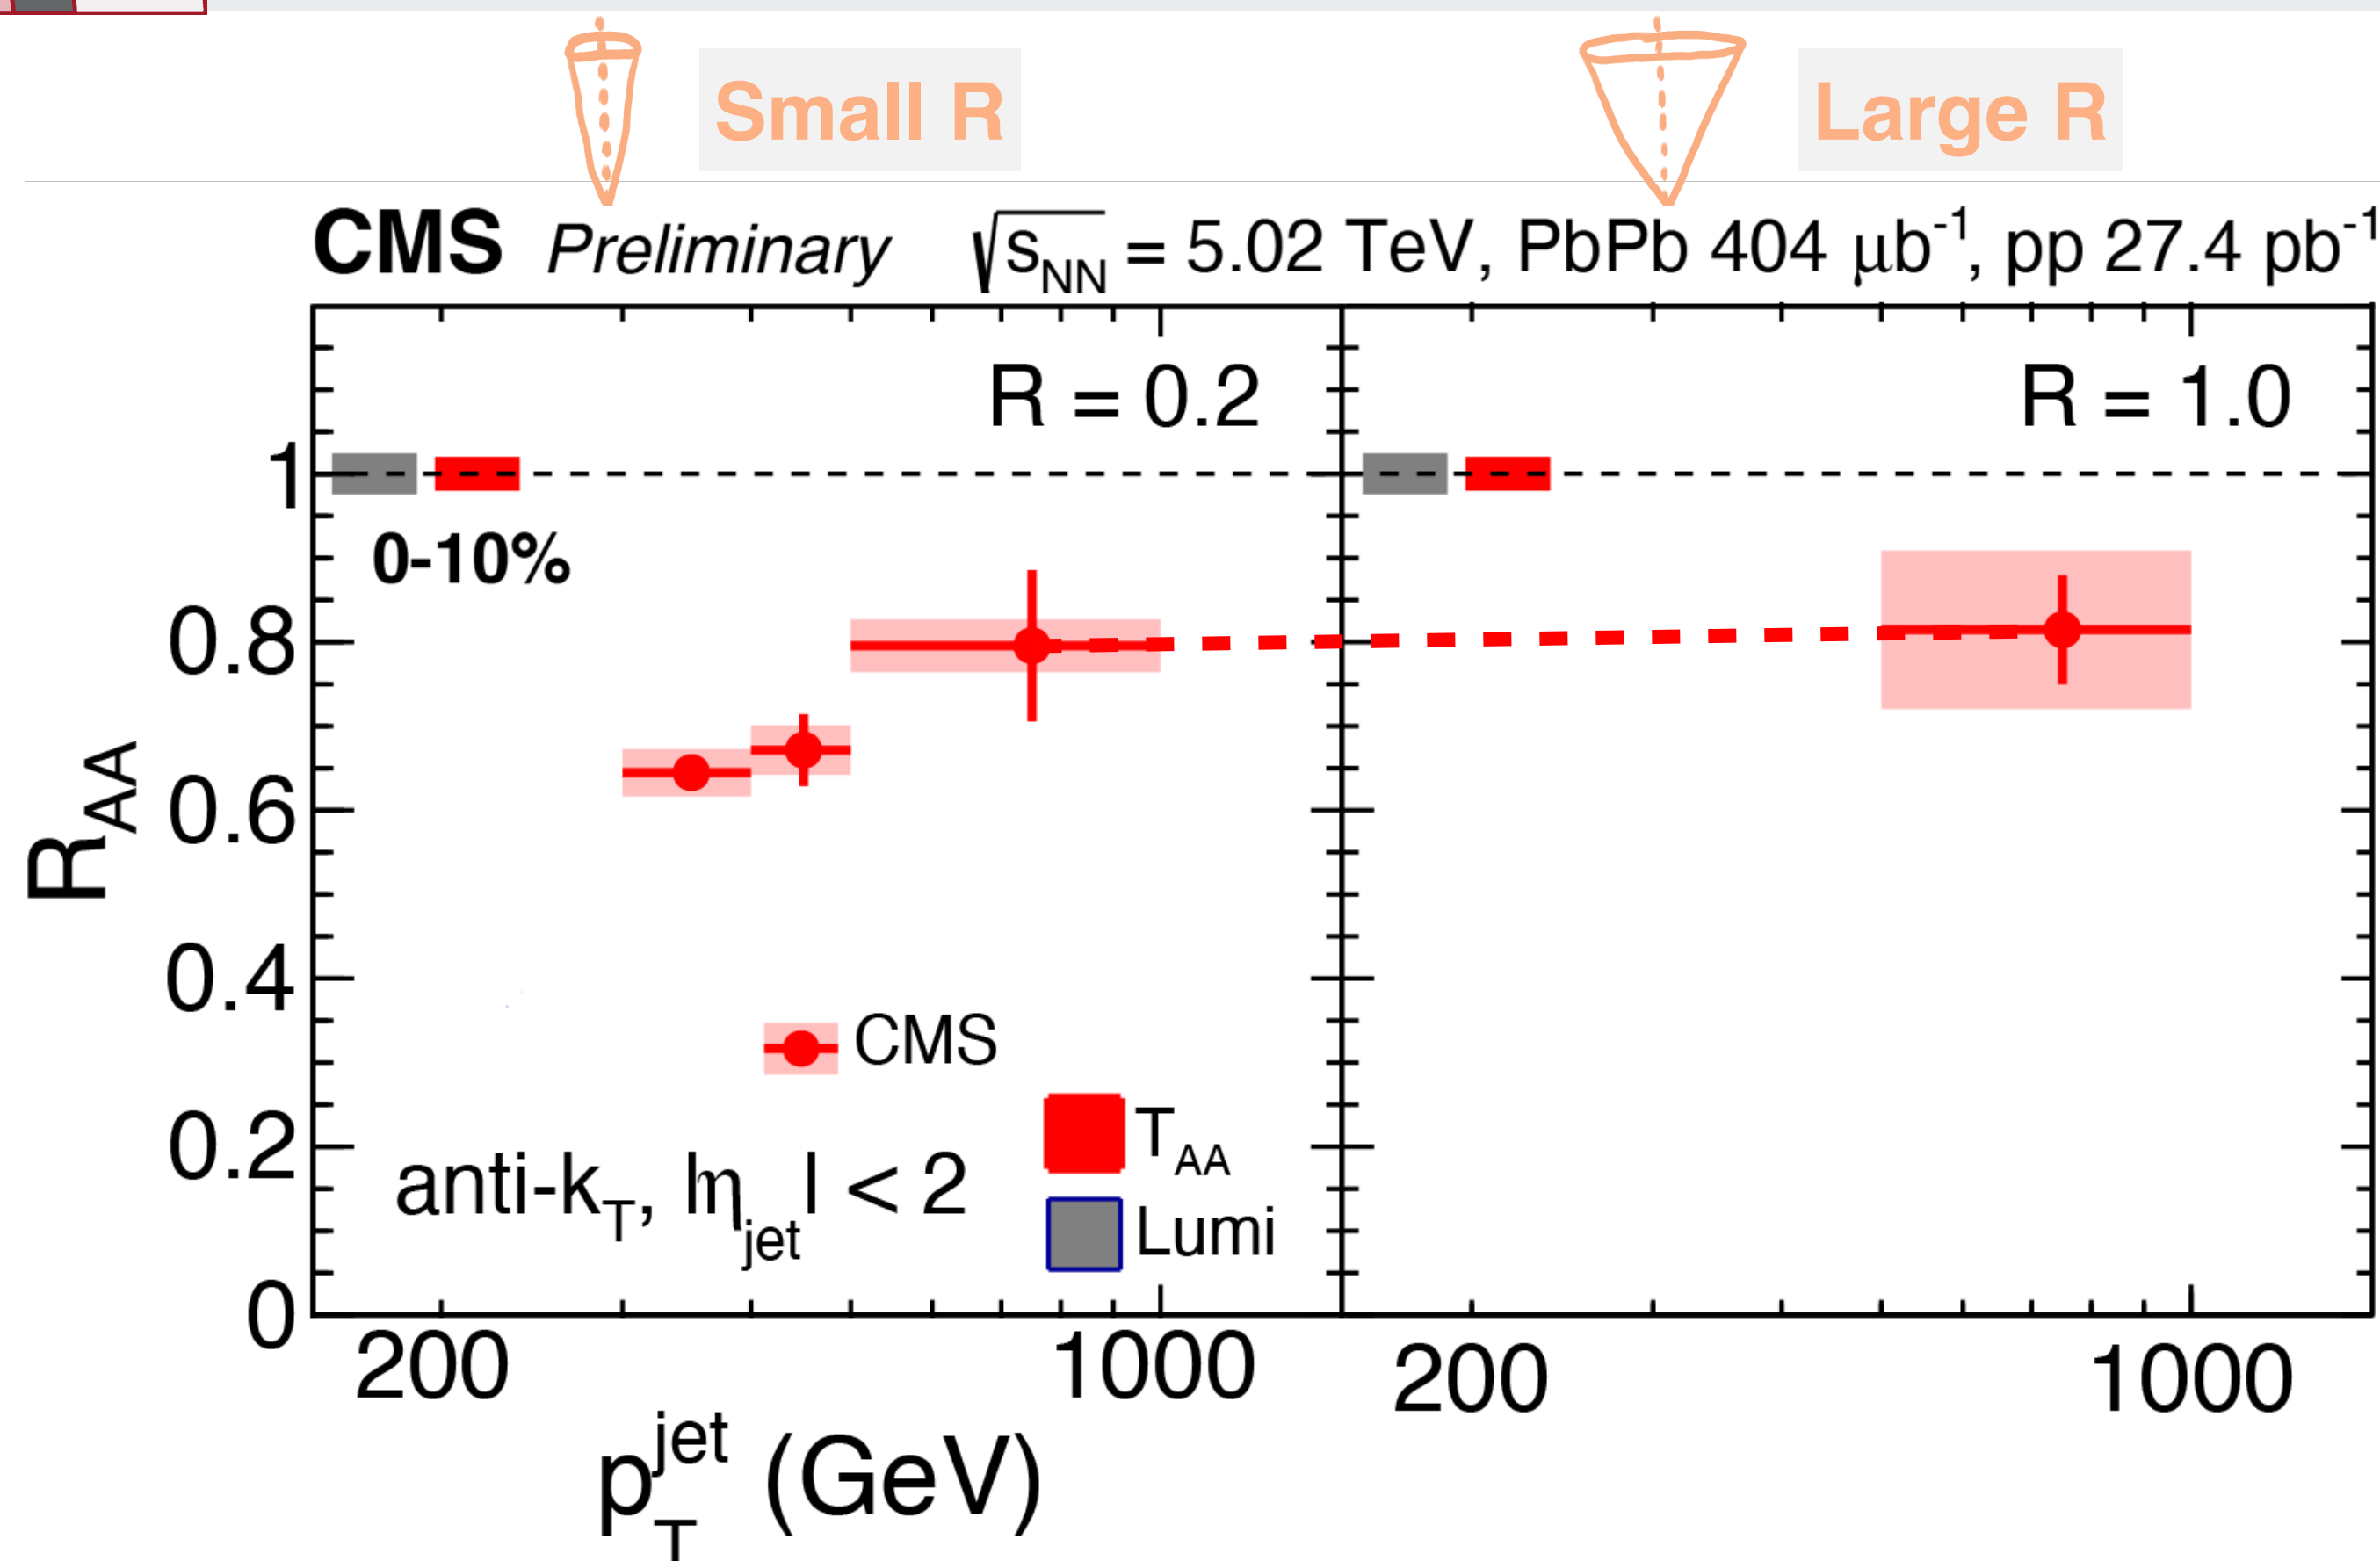 Small R
Large R
CMS Preliminary √sNN = 5.02 TeV, PbPb 404 μb-1, pp 27.4 pb-1
R = 0.2
R = 1.0
1
0-10%
0.8
RAA
0.6
0.4
CMS
0.2
TAA
anti-kT, |ηjet| < 2
Lumi
0
200
1000
200
1000
pTjet (GeV)